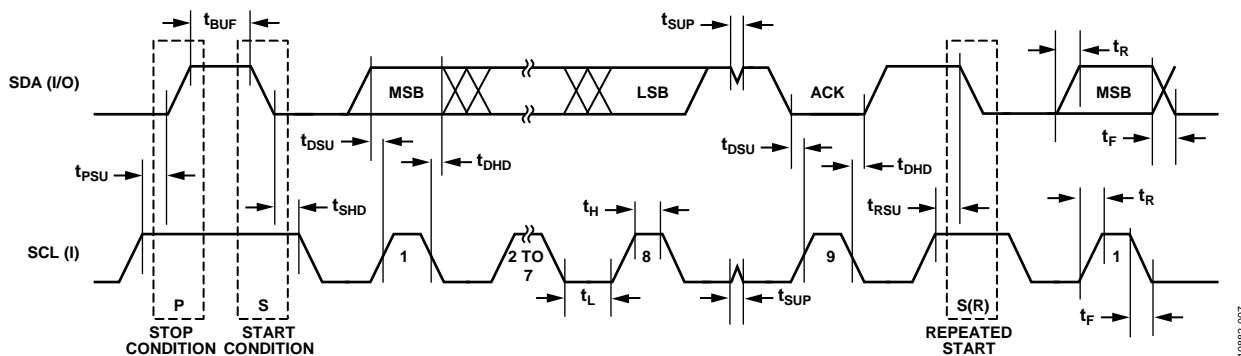 tBUF
tSUP
tR
SDA (I/O)
MSB
LSB
ACK
MSB
tDSU
tDHD
tDSU
tDHD
tF
tPSU
tSHD
tH
tRSU
tR
SCL (I)
1
2 TO
7
8
9
1
tL
tSUP
tF
P
S
S(R)
STOP
CONDITION
START
CONDITION
REPEATED
START